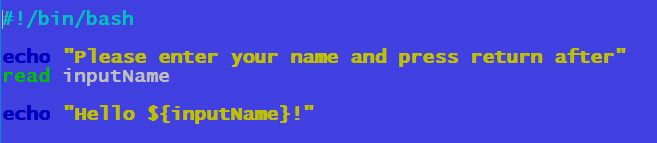 #!/bin/bash
echo "Please enter your name and press return after"
read inputName
echo "Hello ${inputName}!"